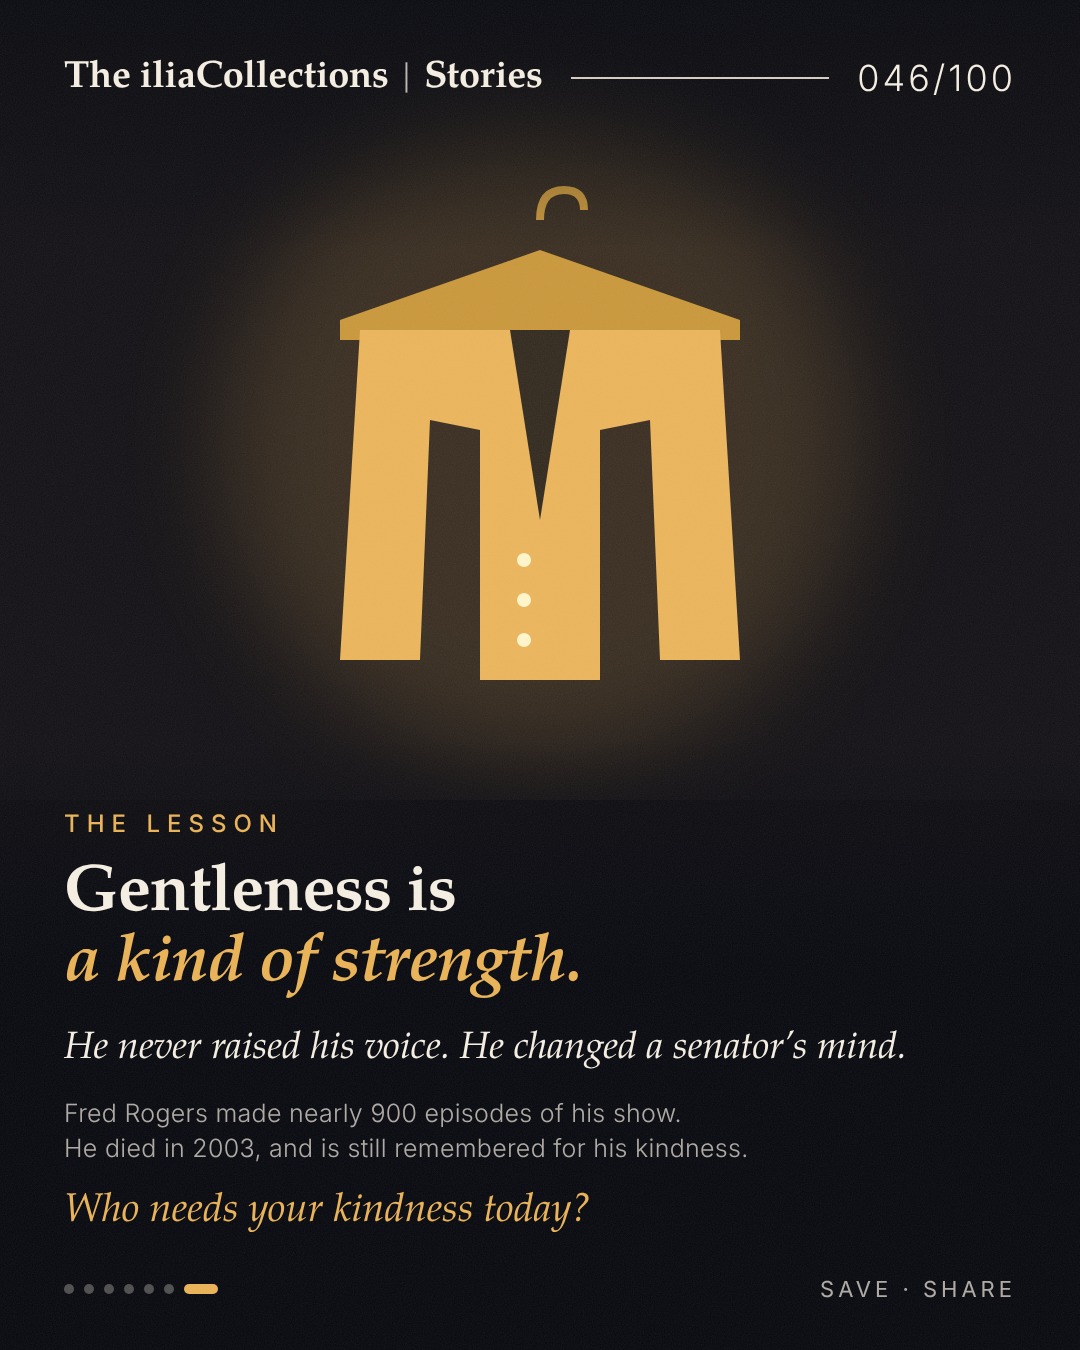 The iliaCollections | Stories 046/100
THE LESSON
Gentleness is
a kind of strength.
He never raised his voice. He changed a senator’s mind.
Fred Rogers made nearly 900 episodes of his show.
He died in 2003, and is still remembered for his kindness.
Who needs your kindness today?
SAVE · SHARE